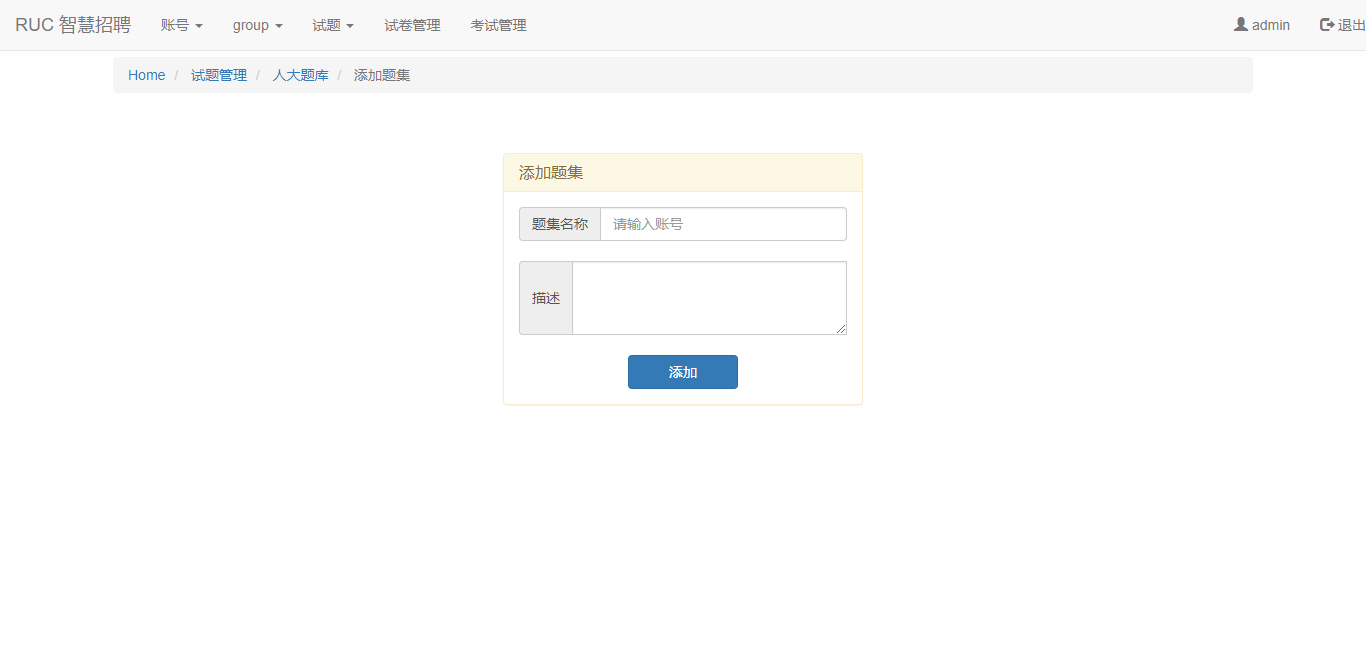 RUC 智慧招聘 账号 group 试题 试卷管理 考试管理 admin 退出
Home / 试题管理 / 人大题库 / 添加题集
添加题集
题集名称 请输入账号
描述
添加